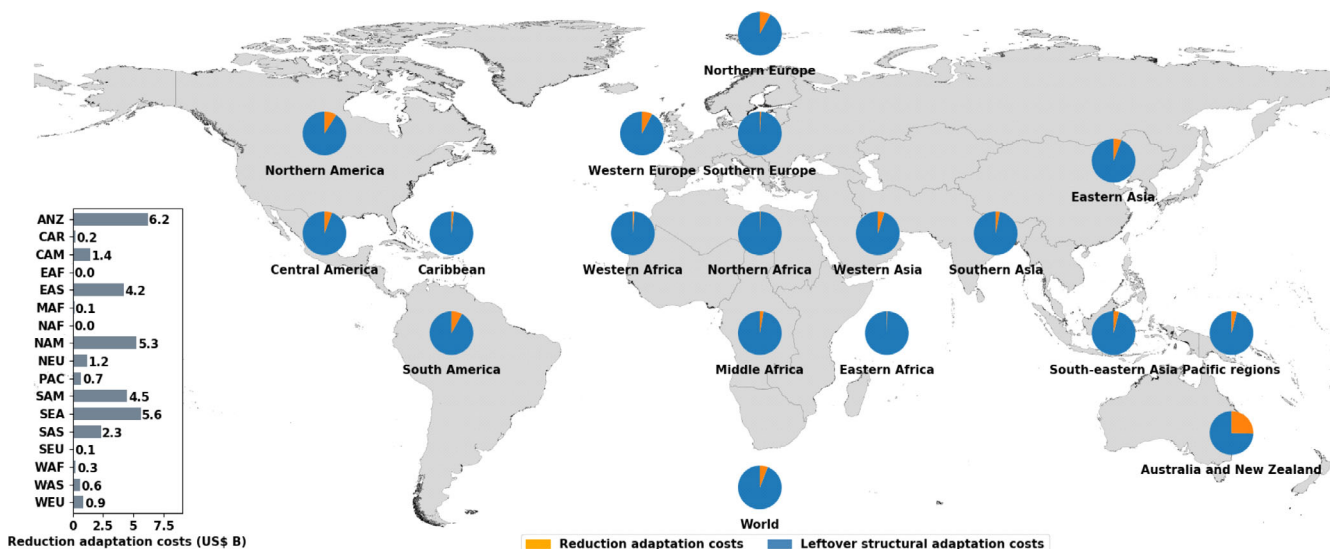 Northern Europe
Northern America
Western Europe
Southern Europe
Eastern Asia
Central America
Caribbean
Western Africa
Northern Africa
Western Asia
Southern Asia
South America
Middle Africa
Eastern Africa
South-eastern Asia
Pacific regions
Australia and New Zealand
World
ANZ 6.2
CAR 0.2
CAM 1.4
EAF 0.0
EAS 4.2
MAF 0.1
NAF 0.0
NAM 5.3
NEU 1.2
PAC 0.7
SAM 4.5
SEA 5.6
SAS 2.3
SEU 0.1
WAF 0.3
WAS 0.6
WEU 0.9
0 2.5 5 7.5
Reduction adaptation costs (US$ B)
Reduction adaptation costs
Leftover structural adaptation costs